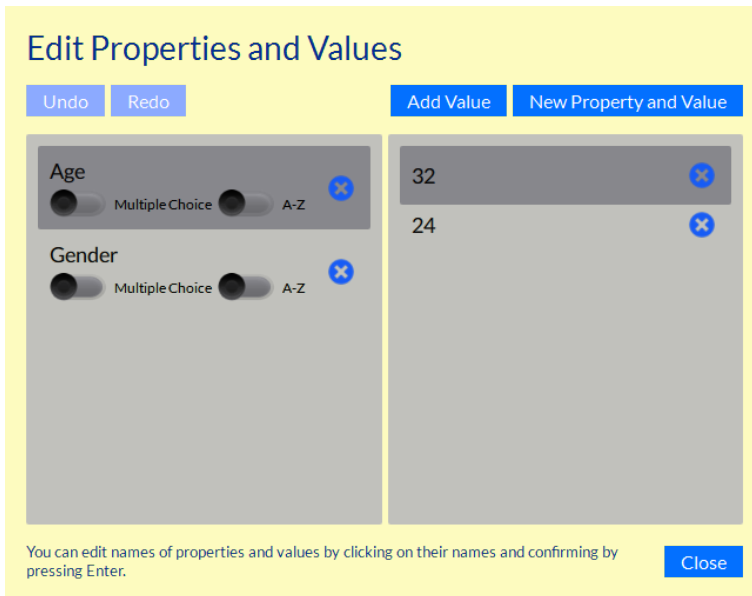 Edit Properties and Values
Undo Redo Add Value New Property and Value
Age
Multiple Choice A-Z
Gender
Multiple Choice A-Z
32
24
You can edit names of properties and values by clicking on their names and confirming by
pressing Enter.
Close